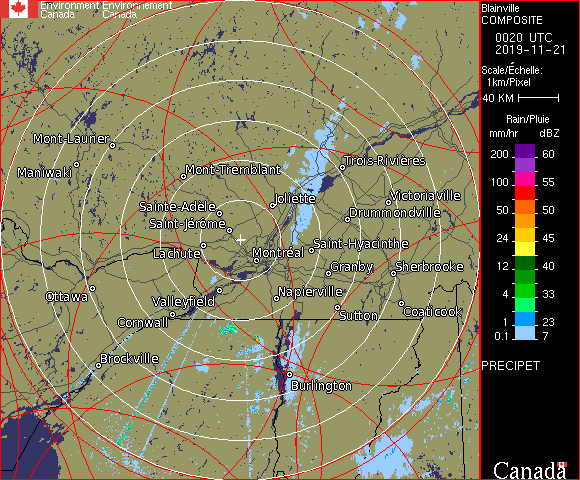 Environment Environnement
Canada Canada
Blainville
COMPOSITE
0020 UTC
2019-11-21
Scale/Échelle:
1km/Pixel
40 KM
Rain/Pluie
mm/hr dBZ
200 60
100 55
50 50
24 45
12 40
4 33
1 23
0.1 7
PRECIPET
Mont-Laurier
Maniwaki
Mont-Tremblant
Trois-Rivières
Joliette
Victoriaville
Sainte-Adèle
Drummondville
Saint-Jérôme
Saint-Hyacinthe
Lachute
Montréal
Granby
Sherbrooke
Ottawa
Valleyfield
Napierville
Cornwall
Sutton
Coaticook
Brockville
Burlington
Canada